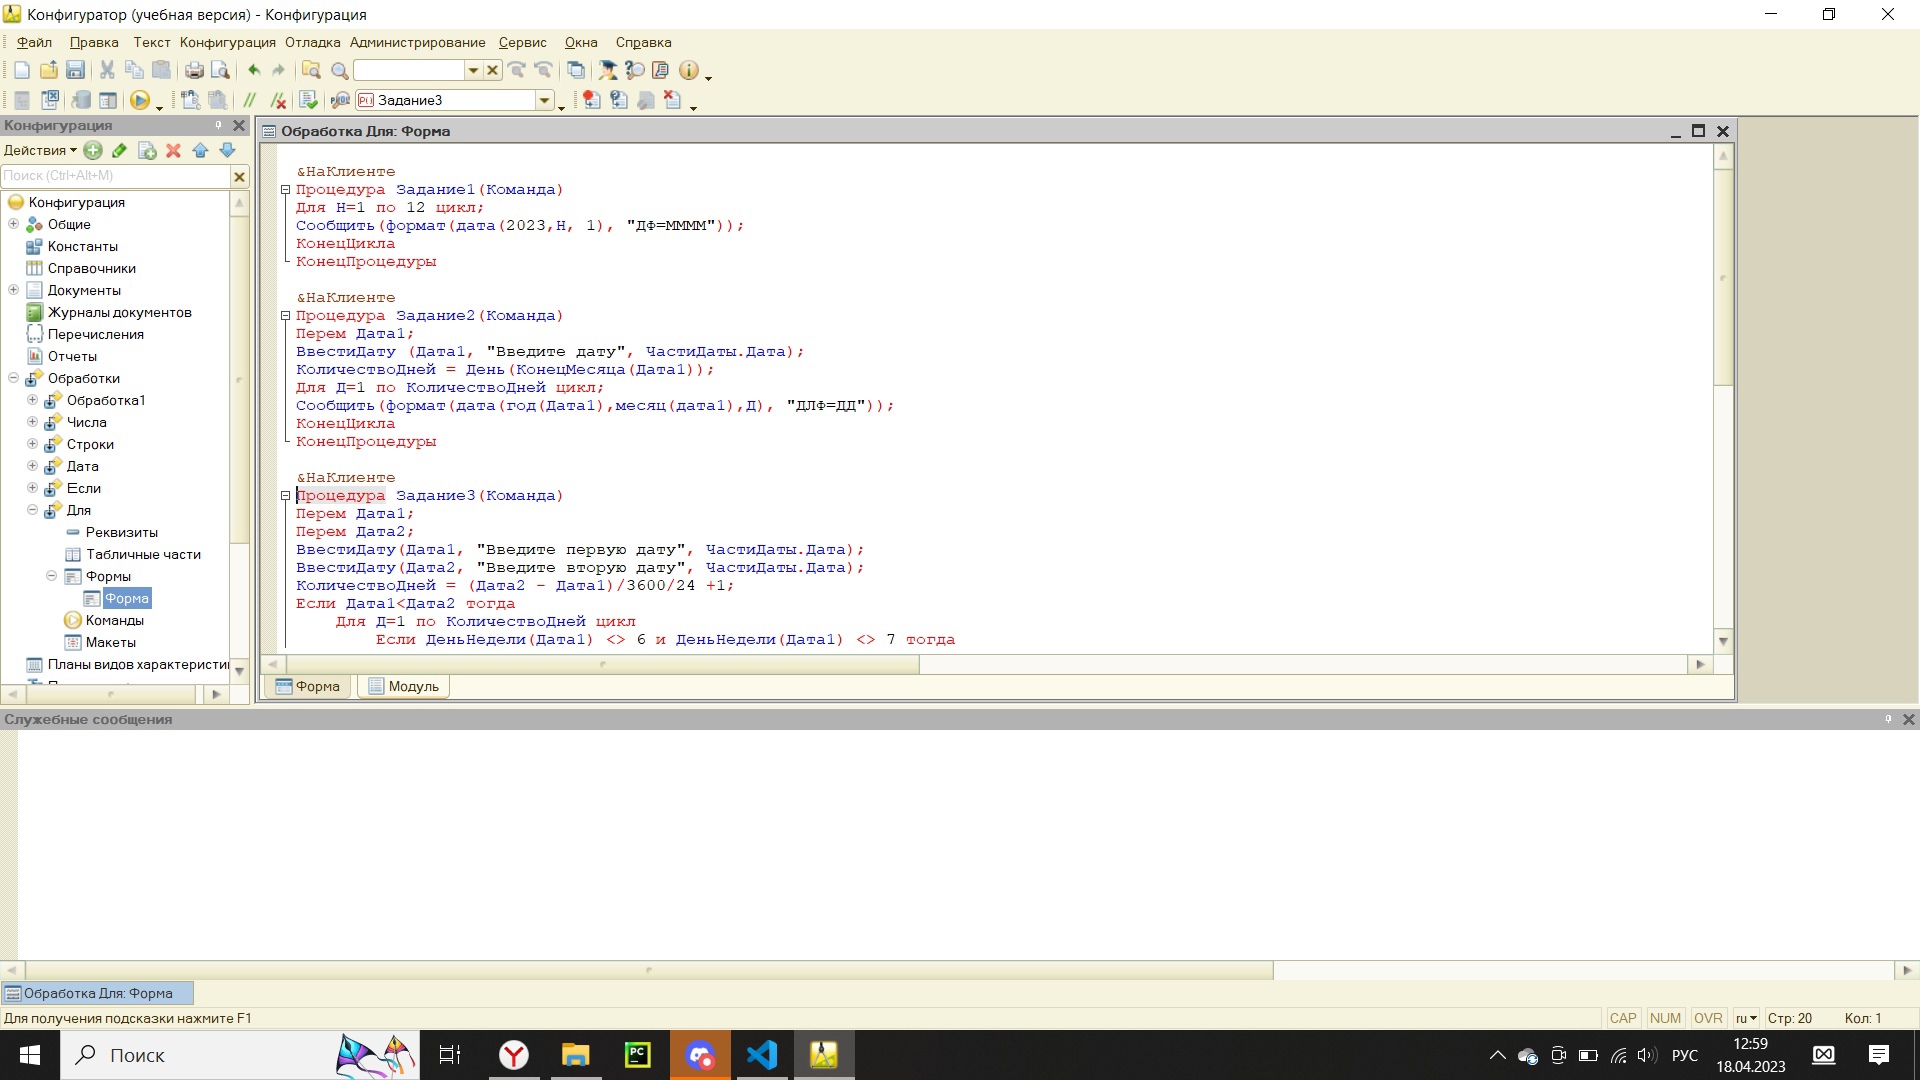 Конфигуратор (учебная версия) - Конфигурация
Файл Правка Текст Конфигурация Отладка Администрирование Сервис Окна Справка
Задание3
Конфигурация
Действия
Поиск (Ctrl+Alt+M)
Конфигурация
Общие
Константы
Справочники
Документы
Журналы документов
Перечисления
Отчеты
Обработки
Обработка1
Числа
Строки
Дата
Если
Для
Реквизиты
Табличные части
Формы
Форма
Команды
Макеты
Планы видов характеристи
Обработка Для: Форма
&НаКлиенте
Процедура Задание1(Команда)
Для Н=1 по 12 цикл;
Сообщить(формат(дата(2023,Н, 1), "ДФ=ММММ"));
КонецЦикла
КонецПроцедуры
&НаКлиенте
Процедура Задание2(Команда)
Перем Дата1;
ВвестиДату (Дата1, "Введите дату", ЧастиДаты.Дата);
КоличествоДней = День(КонецМесяца(Дата1));
Для Д=1 по КоличествоДней цикл;
Сообщить(формат(дата(год(Дата1),месяц(дата1),Д), "ДЛФ=ДД"));
КонецЦикла
КонецПроцедуры
&НаКлиенте
Процедура Задание3(Команда)
Перем Дата1;
Перем Дата2;
ВвестиДату(Дата1, "Введите первую дату", ЧастиДаты.Дата);
ВвестиДату(Дата2, "Введите вторую дату", ЧастиДаты.Дата);
КоличествоДней = (Дата2 - Дата1)/3600/24 +1;
Если Дата1<Дата2 тогда
Для Д=1 по КоличествоДней цикл
Если ДеньНедели(Дата1) <> 6 и ДеньНедели(Дата1) <> 7 тогда
Форма Модуль
Служебные сообщения
Обработка Для: Форма
Для получения подсказки нажмите F1
CAP NUM OVR ru Стр: 20 Кол: 1
Поиск
РУС
12:59
18.04.2023